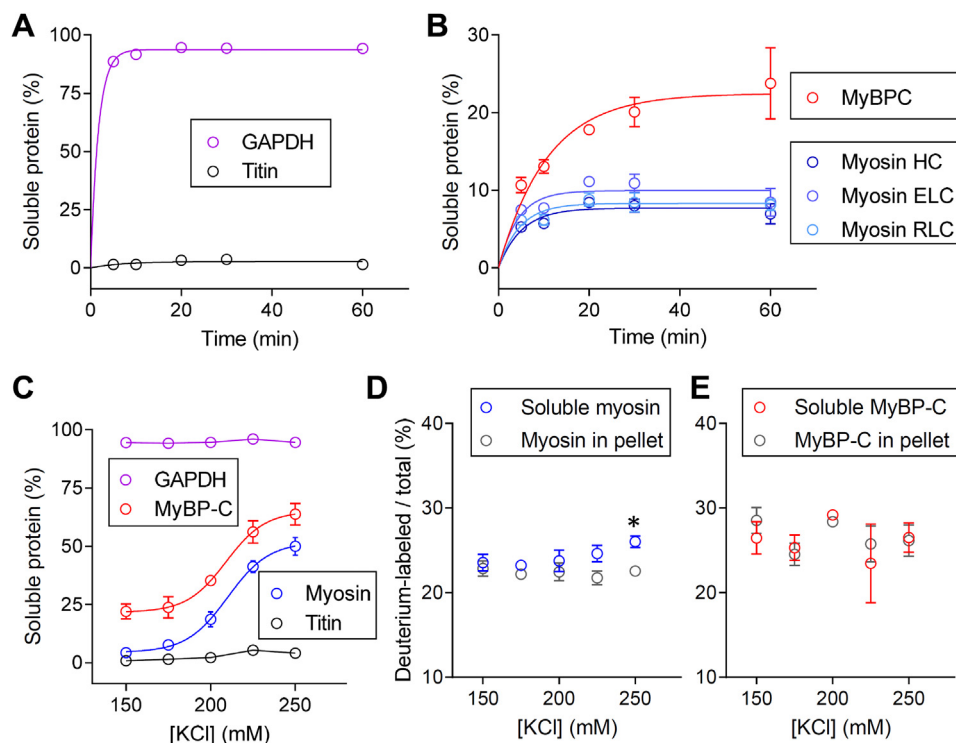 A
Soluble protein (%)
100
75
50
25
0
GAPDH
Titin
0
20
40
60
Time (min)
B
Soluble protein (%)
30
20
10
0
MyBPC
Myosin HC
Myosin ELC
Myosin RLC
0
20
40
60
Time (min)
C
Soluble protein (%)
100
75
50
25
0
GAPDH
MyBP-C
Myosin
Titin
150
200
250
[KCl] (mM)
D
Soluble myosin
Myosin in pellet
Deuterium-labeled / total (%)
40
30
20
10
*
150
200
250
[KCl] (mM)
E
Soluble MyBP-C
MyBP-C in pellet
40
30
20
10
150
200
250
[KCl] (mM)